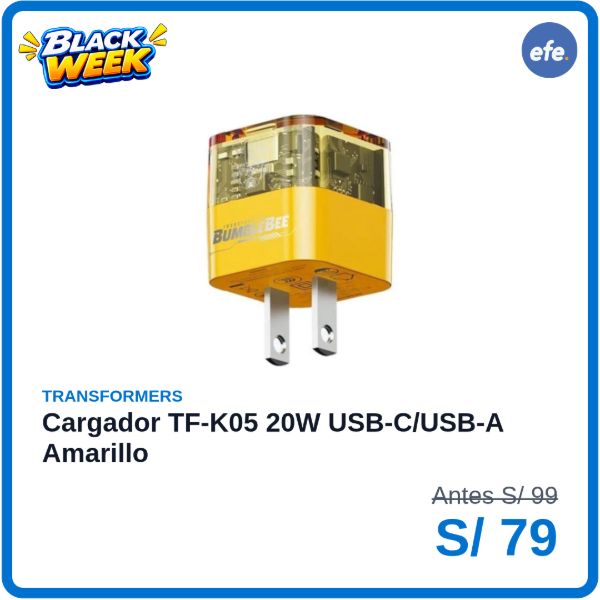 BLACK
WEEK
efe.
BUMBLEBEE
TRANSFORMERS
Cargador TF-K05 20W USB-C/USB-A
Amarillo
Antes S/ 99
S/ 79